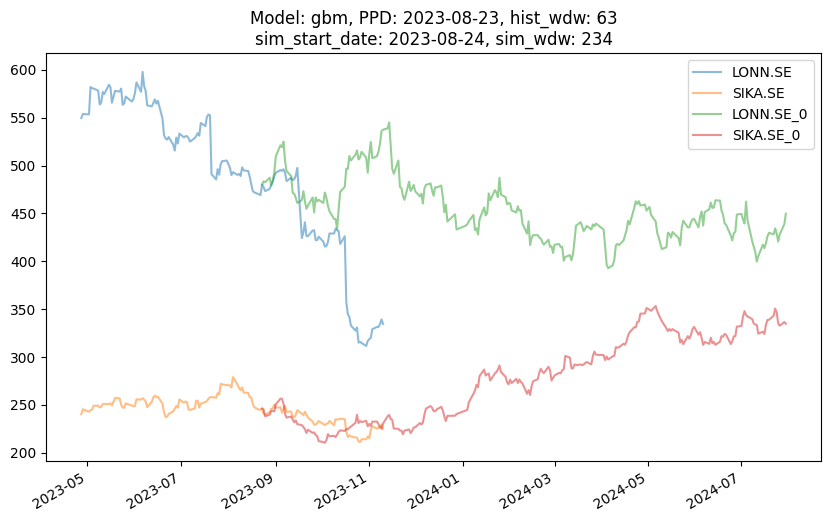 Model: gbm, PPD: 2023-08-23, hist_wdw: 63
sim_start_date: 2023-08-24, sim_wdw: 234
LONN.SE
SIKA.SE
LONN.SE_0
SIKA.SE_0
600
550
500
450
400
350
300
250
200
2023-05
2023-07
2023-09
2023-11
2024-01
2024-03
2024-05
2024-07